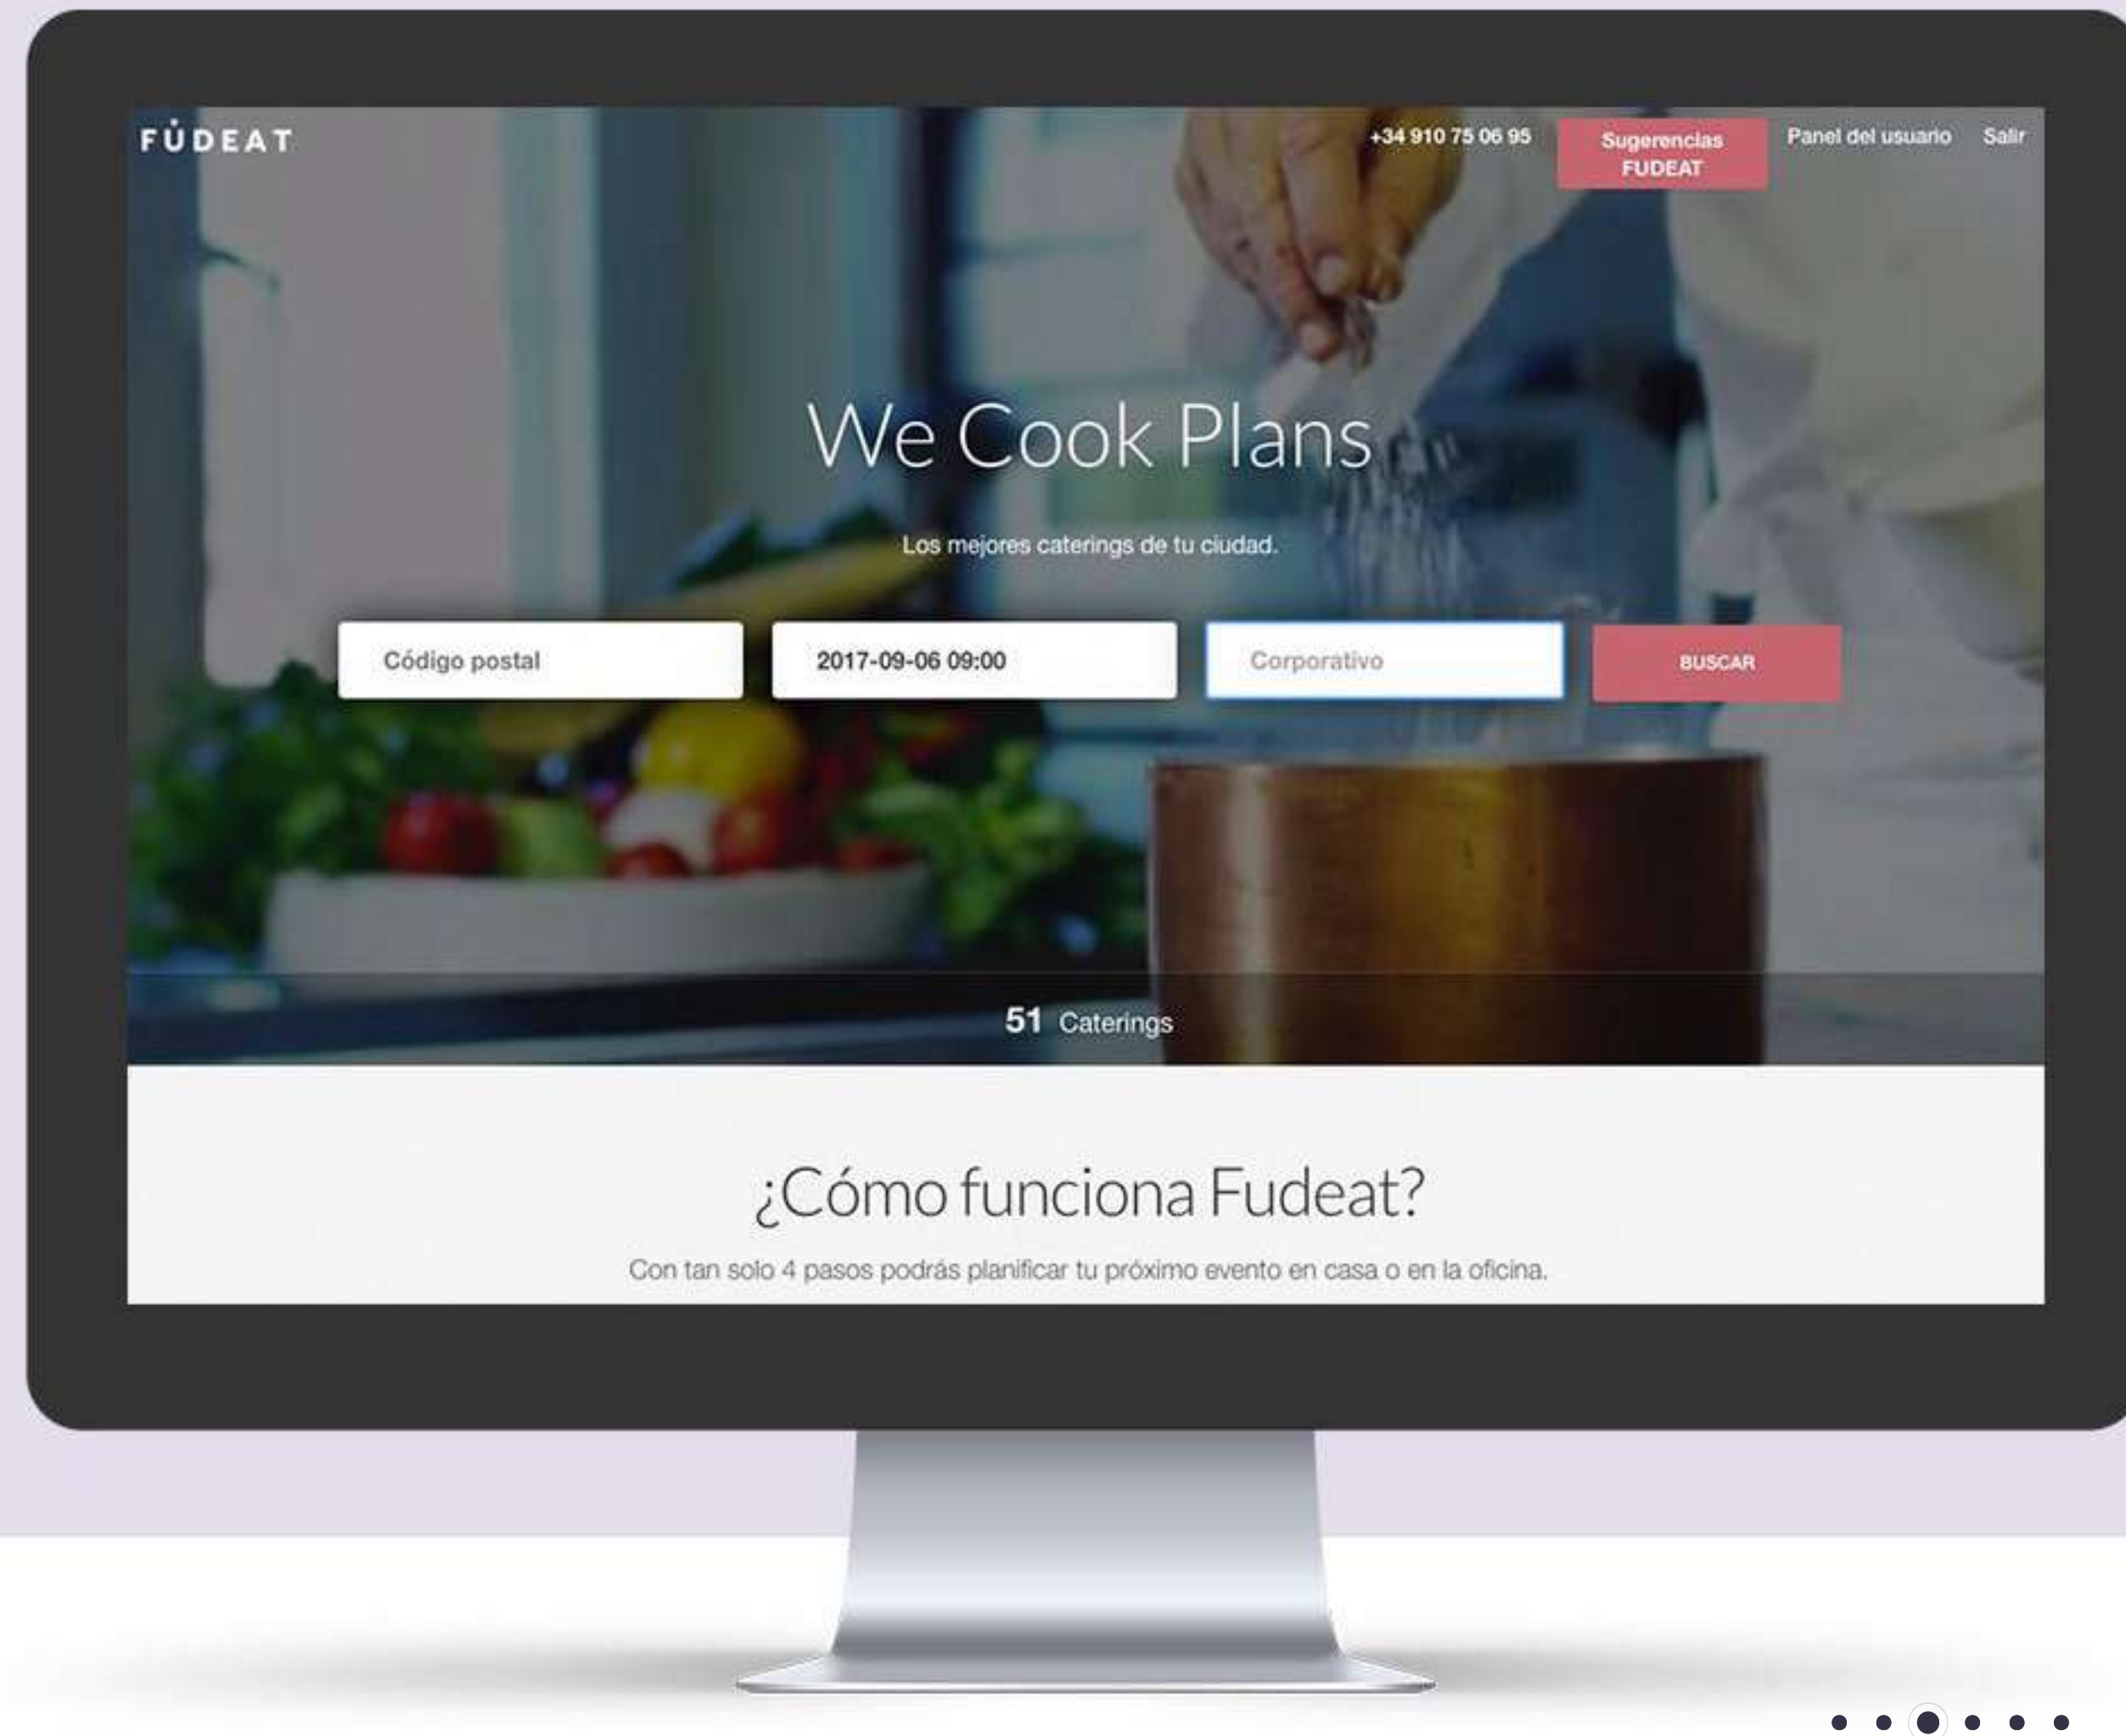 FU̇DEAT
+34 910 75 06 95
Sugerencias
FUDEAT
Panel del usuario
Salir
We Cook Plans
Los mejores caterings de tu ciudad.
Código postal
2017-09-06 09:00
Corporativo
BUSCAR
51 Caterings
¿Cómo funciona Fudeat?
Con tan solo 4 pasos podrás planificar tu próximo evento en casa o en la oficina.